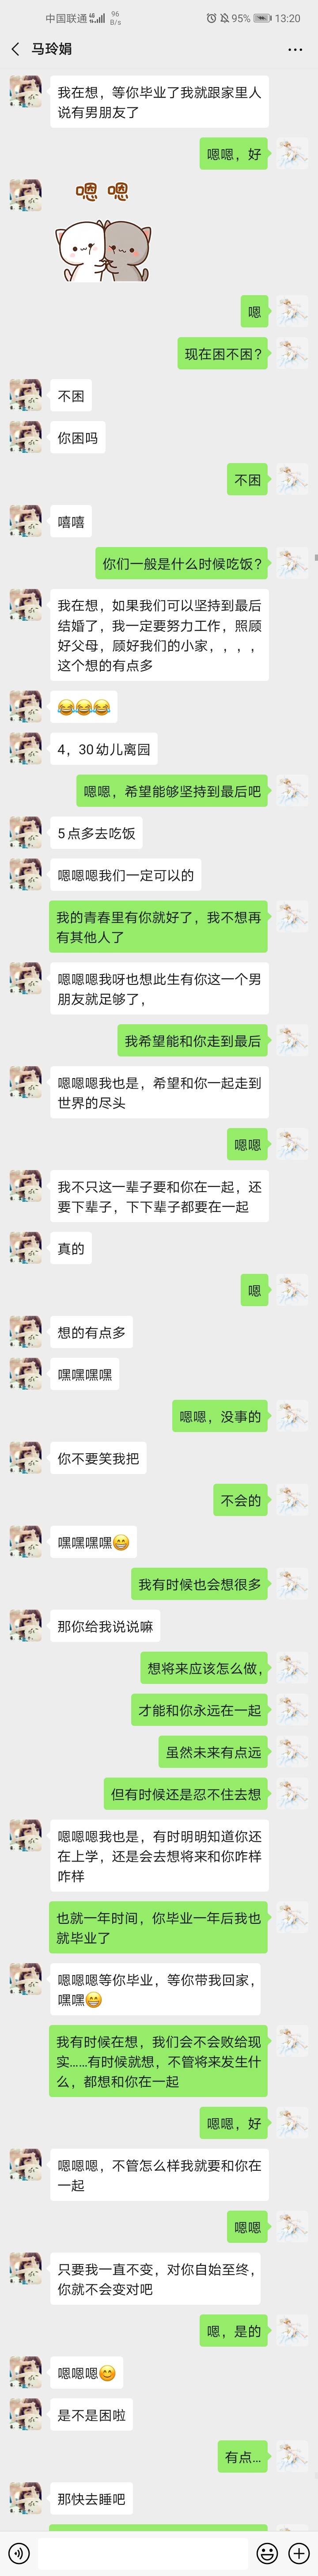 中国联通 96 B/s 95% 13:20
马玲娟
我在想，等你毕业了我就跟家里人
说有男朋友了
嗯嗯，好
嗯 嗯
嗯
现在困不困？
不困
你困吗
不困
嘻嘻
你们一般是什么时候吃饭？
我在想，如果我们可以坚持到最后
结婚了，我一定要努力工作，照顾
好父母，顾好我们的小家，，，，
这个想的有点多
😂😂😂
4，30幼儿离园
嗯嗯，希望能够坚持到最后吧
5点多去吃饭
嗯嗯嗯我们一定可以的
我的青春里有你就好了，我不想再
有其他人了
嗯嗯嗯我呀也想此生有你这一个男
朋友就足够了，
我希望能和你走到最后
嗯嗯嗯我也是，希望和你一起走到
世界的尽头
嗯嗯
我不只这一辈子要和你在一起，还
要下辈子，下下辈子都要在一起
真的
嗯
想的有点多
嘿嘿嘿嘿
嗯嗯，没事的
你不要笑我把
不会的
嘿嘿嘿嘿😁
我有时候也会想很多
那你给我说说嘛
想将来应该怎么做，
才能和你永远在一起
虽然未来有点远
但有时候还是忍不住去想
嗯嗯嗯我也是，有时明明知道你还
在上学，还是会去想将来和你咋样
咋样
也就一年时间，你毕业一年后我也
就毕业了
嗯嗯嗯等你毕业，等你带我回家，
嘿嘿😁
我有时候在想，我们会不会败给现
实……有时候就想，不管将来发生什
么，都想和你在一起
嗯嗯，好
嗯嗯嗯，不管怎么样我就要和你在
一起
嗯嗯
只要我一直不变，对你自始至终，
你就不会变对吧
嗯，是的
嗯嗯嗯😊
是不是困啦
有点...
那快去睡吧